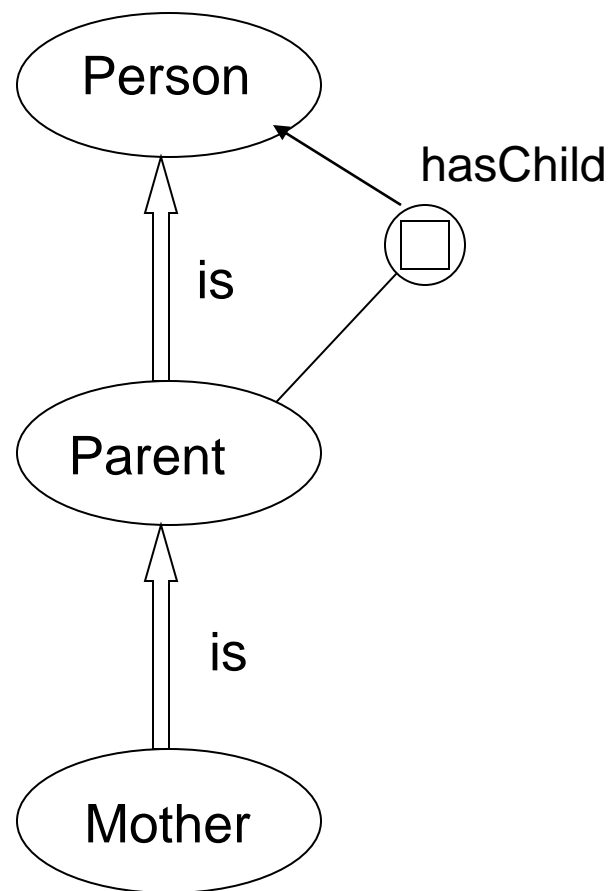 Person
hasChild
is
Parent
is
Mother